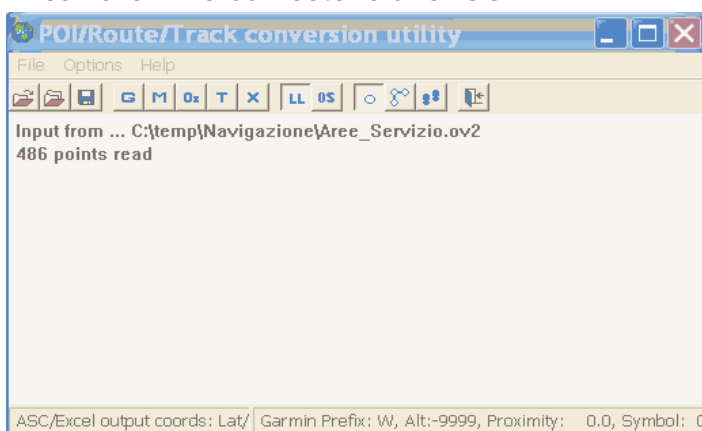 POI/Route/Track conversion utility
File Options Help
G M Oz T X LL OS
Input from ... C:\temp\Navigazione\Aree_Servizio.ov2
486 points read
ASC/Excel output coords: Lat/ Garmin Prefix: W, Alt:-9999, Proximity: 0.0, Symbol: